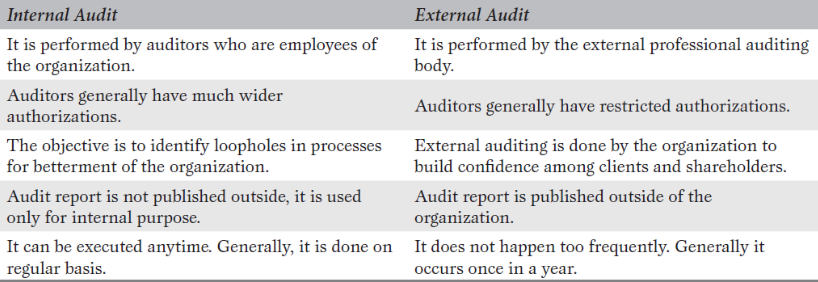 Internal Audit
External Audit
It is performed by auditors who are employees of
the organization.
It is performed by the external professional auditing
body.
Auditors generally have much wider
authorizations.
Auditors generally have restricted authorizations.
The objective is to identify loopholes in processes
for betterment of the organization.
External auditing is done by the organization to
build confidence among clients and shareholders.
Audit report is not published outside, it is used
only for internal purpose.
Audit report is published outside of the
organization.
It can be executed anytime. Generally, it is done on
regular basis.
It does not happen too frequently. Generally it
occurs once in a year.